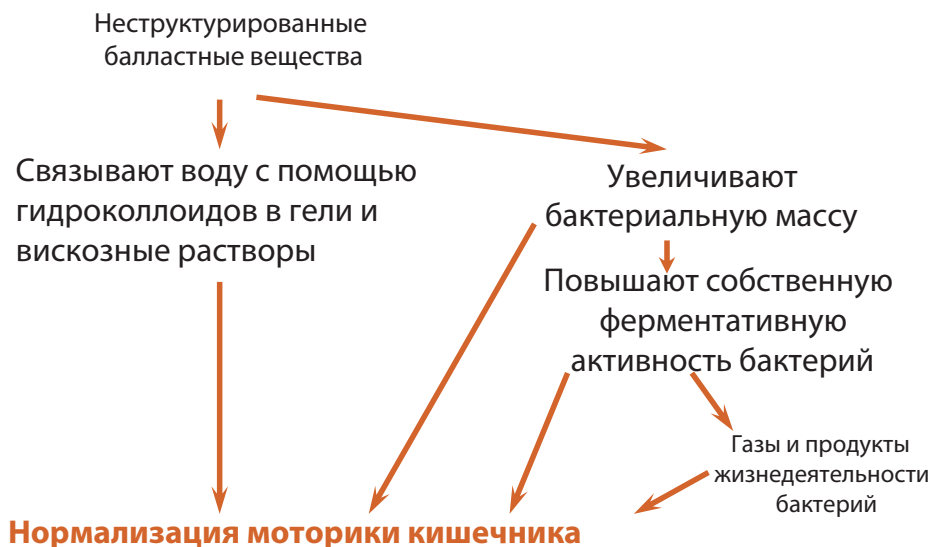 Неструктурированные
балластные вещества
Связывают воду с помощью
гидроколлоидов в гели и
вискозные растворы
Увеличивают
бактериальную массу
Повышают собственную
ферментативную
активность бактерий
Газы и продукты
жизнедеятельности
бактерий
Нормализация моторики кишечника